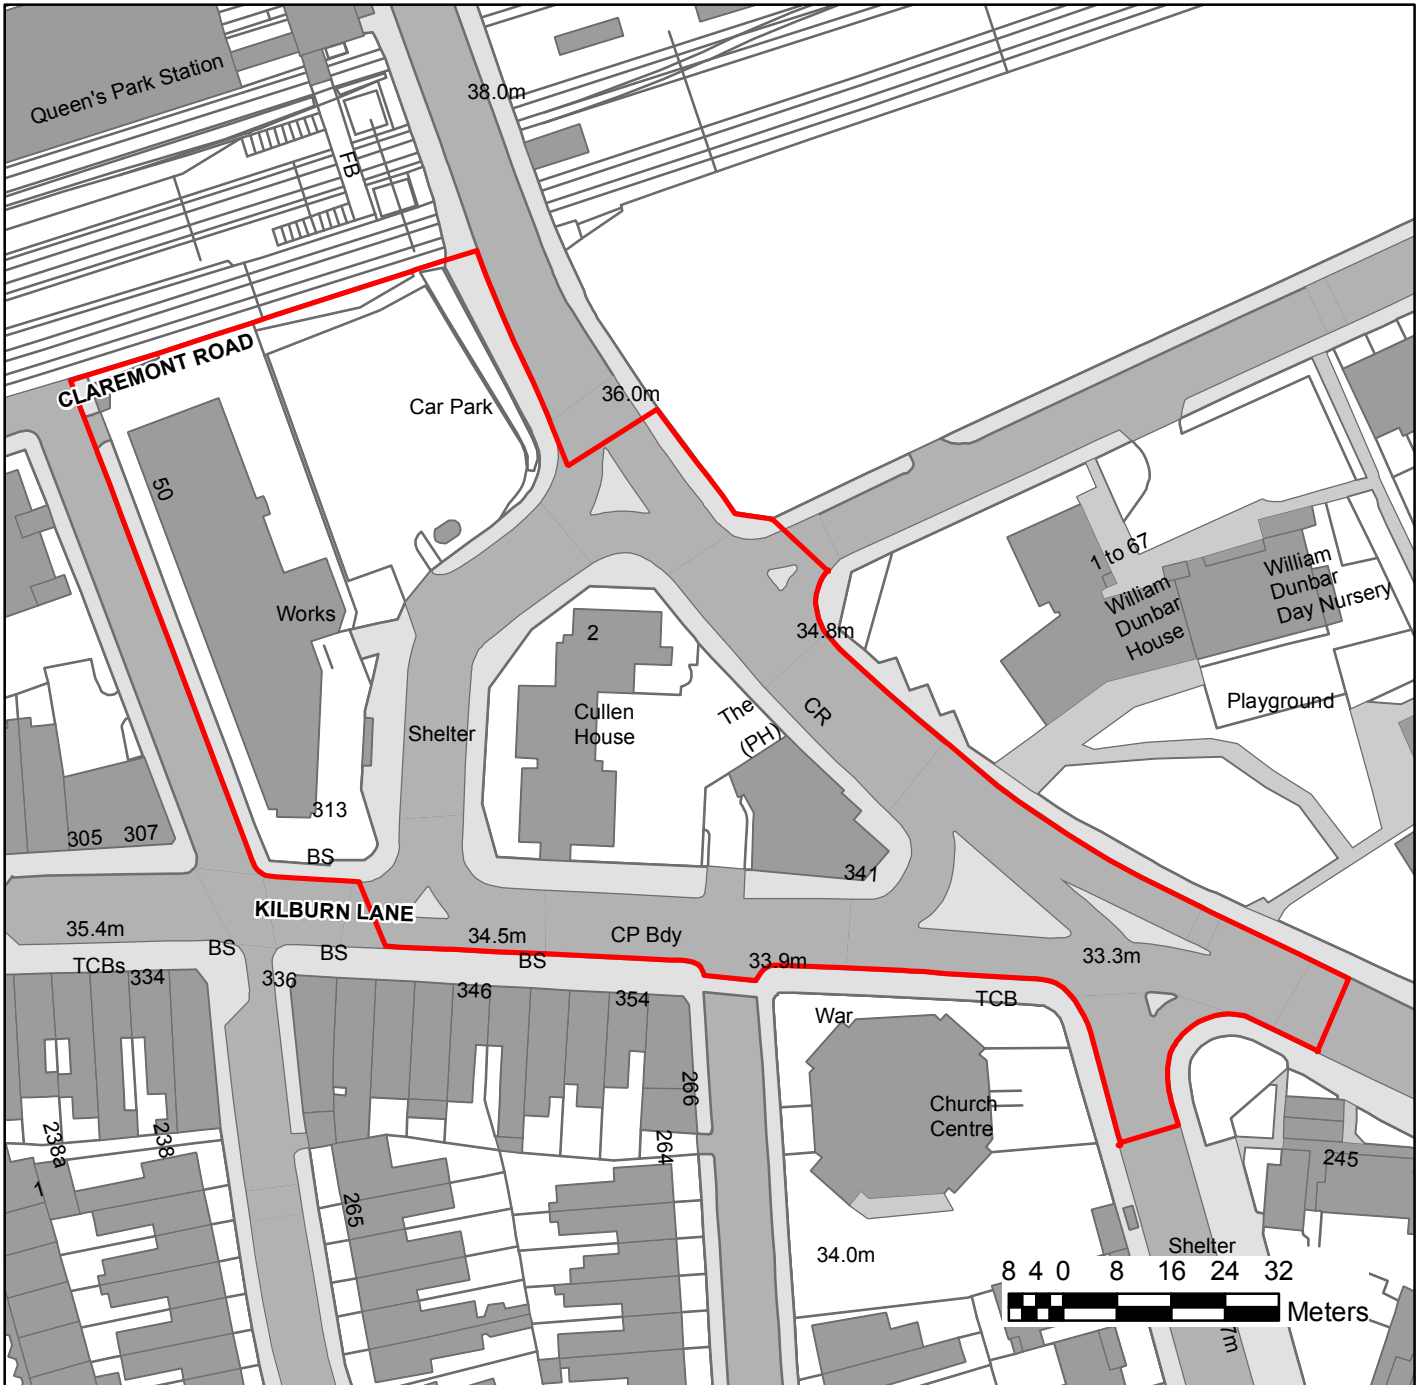 Queen's Park Station
38.0m
FB
CLAREMONT ROAD
Car Park
36.0m
50
1 to 67
William
Dunbar
House
William
Dunbar
Day Nursery
Works
2
34.8m
Cullen
House
The
(PH)
CR
Playground
Shelter
305
307
313
BS
341
KILBURN LANE
35.4m
BS
BS
34.5m
BS
CP Bdy
33.9m
33.3m
TCBs
334
336
346
354
TCB
War
Church
Centre
266
264
238a
238
1
265
245
34.0m
Shelter
8 4 0 8 16 24 32
Meters
7m